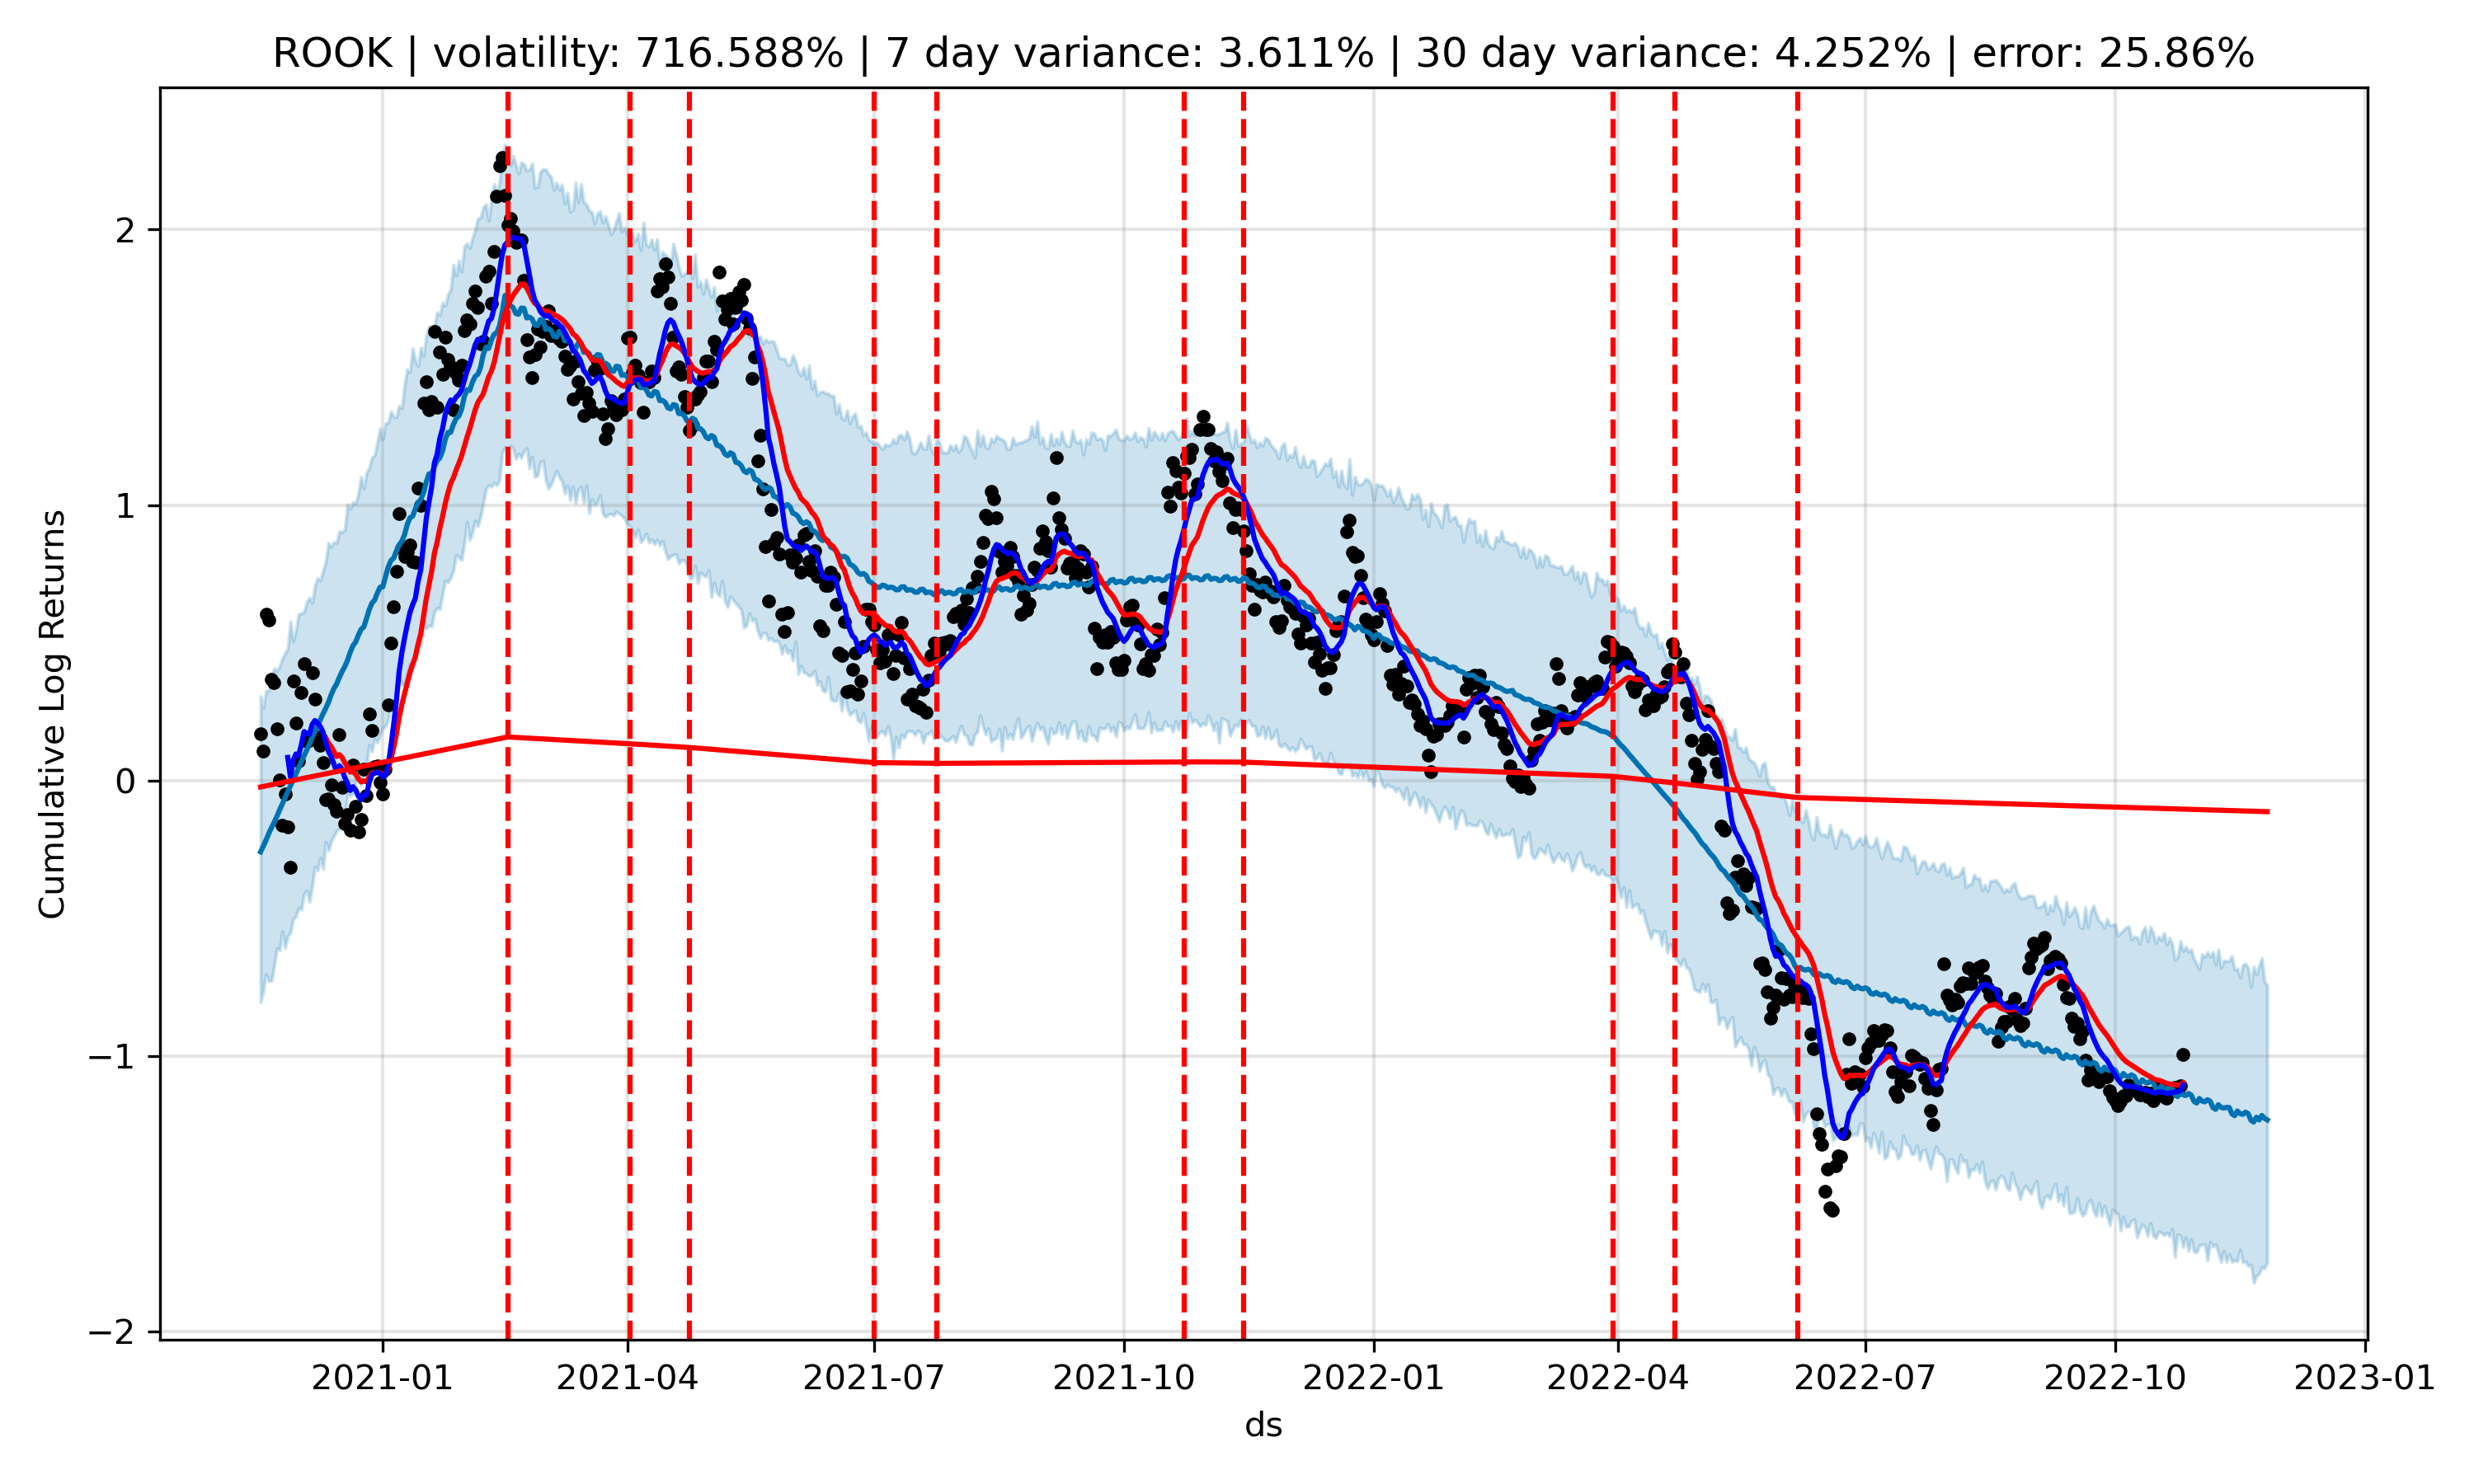 ROOK | volatility: 716.588% | 7 day variance: 3.611% | 30 day variance: 4.252% | error: 25.86%
Cumulative Log Returns
2
1
0
−1
−2
2021-01 2021-04 2021-07 2021-10 2022-01 2022-04 2022-07 2022-10 2023-01
ds